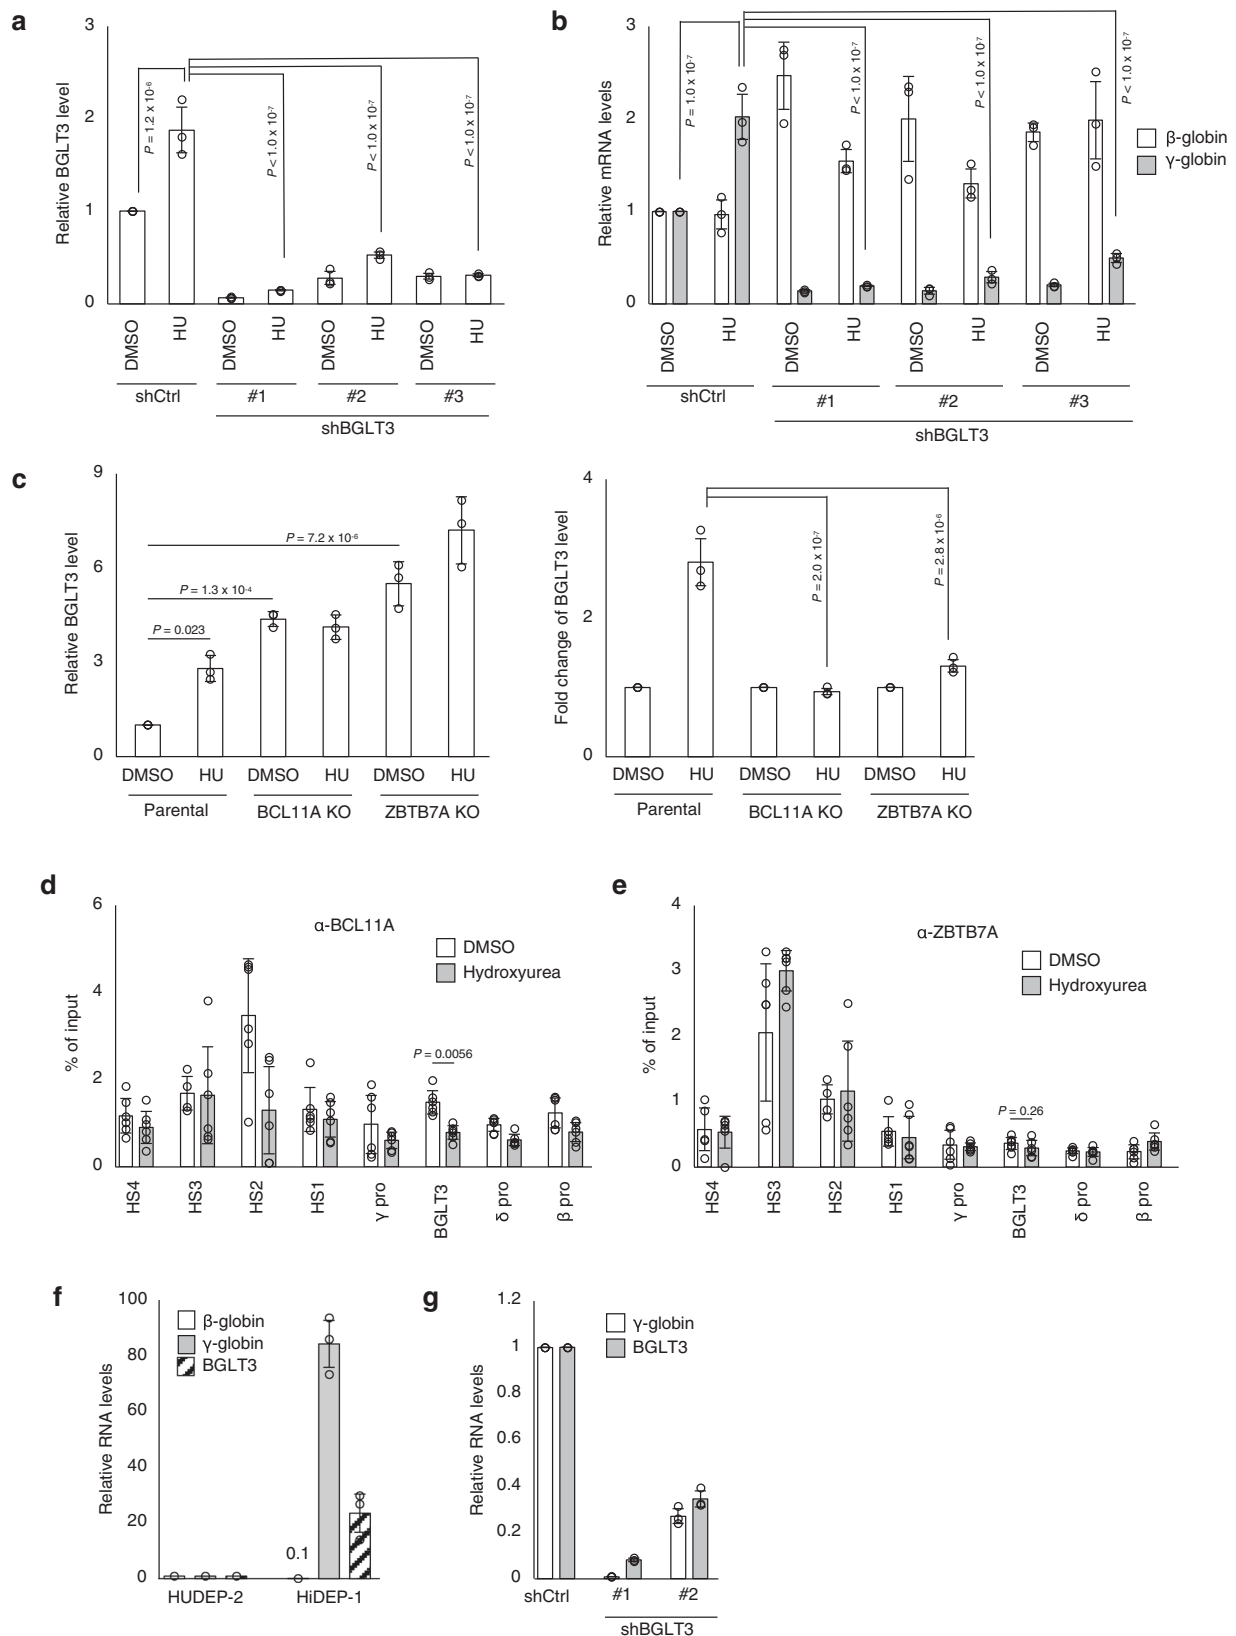 a
Relative BGLT3 level
3
2
1
0
P = 1.2 x 10-6
P < 1.0 x 10-7
P < 1.0 x 10-7
P < 1.0 x 10-7
DMSO HU DMSO HU DMSO HU DMSO HU
shCtrl #1 #2 #3
shBGLT3
b
Relative mRNA levels
3
2
1
0
P = 1.0 x 10-7
P < 1.0 x 10-7
P < 1.0 x 10-7
P < 1.0 x 10-7
β-globin
γ-globin
DMSO HU DMSO HU DMSO HU DMSO HU
shCtrl #1 #2 #3
shBGLT3
c
Relative BGLT3 level
9
6
3
0
P = 7.2 x 10-6
P = 1.3 x 10-4
P = 0.023
DMSO HU DMSO HU DMSO HU
Parental BCL11A KO ZBTB7A KO
Fold change of BGLT3 level
4
2
1
0
P = 2.0 x 10-7
P = 2.8 x 10-6
DMSO HU DMSO HU DMSO HU
Parental BCL11A KO ZBTB7A KO
d
% of input
6
4
2
0
α-BCL11A
DMSO
Hydroxyurea
P = 0.0056
HS4 HS3 HS2 HS1 γ pro BGLT3 δ pro β pro
e
% of input
4
3
2
1
0
α-ZBTB7A
DMSO
Hydroxyurea
P = 0.26
HS4 HS3 HS2 HS1 γ pro BGLT3 δ pro β pro
f
Relative RNA levels
100
80
60
40
20
0
β-globin
γ-globin
BGLT3
0.1
HUDEP-2 HiDEP-1
g
Relative RNA levels
1.2
1
0.8
0.6
0.4
0.2
0
γ-globin
BGLT3
shCtrl #1 #2
shBGLT3